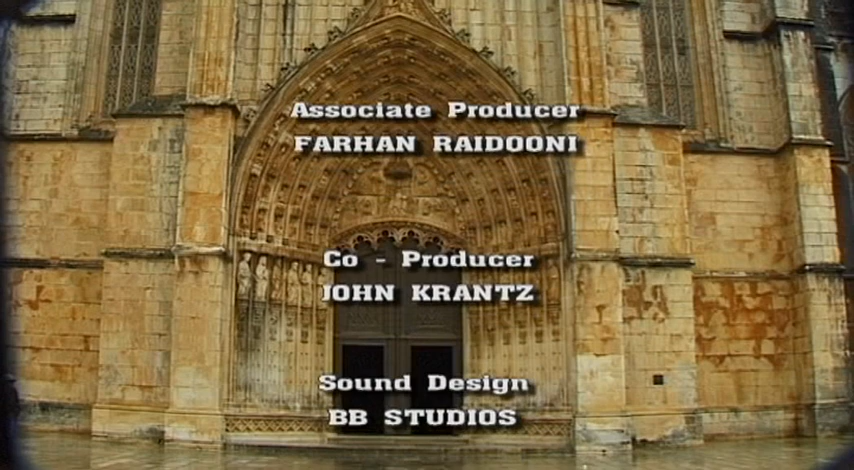 Associate Producer
FARHAN RAIDOONI
Co - Producer
JOHN KRANTZ
Sound Design
BB STUDIOS